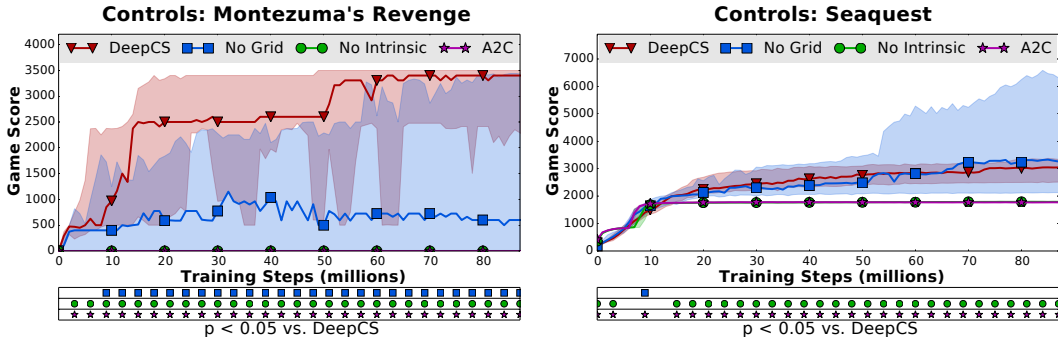 Controls: Montezuma's Revenge
DeepCS No Grid No Intrinsic A2C
Game Score
4000
3500
3000
2500
2000
1500
1000
500
0
0 10 20 30 40 50 60 70 80
Training Steps (millions)
p < 0.05 vs. DeepCS
Controls: Seaquest
DeepCS No Grid No Intrinsic A2C
Game Score
7000
6000
5000
4000
3000
2000
1000
0
0 10 20 30 40 50 60 70 80
Training Steps (millions)
p < 0.05 vs. DeepCS